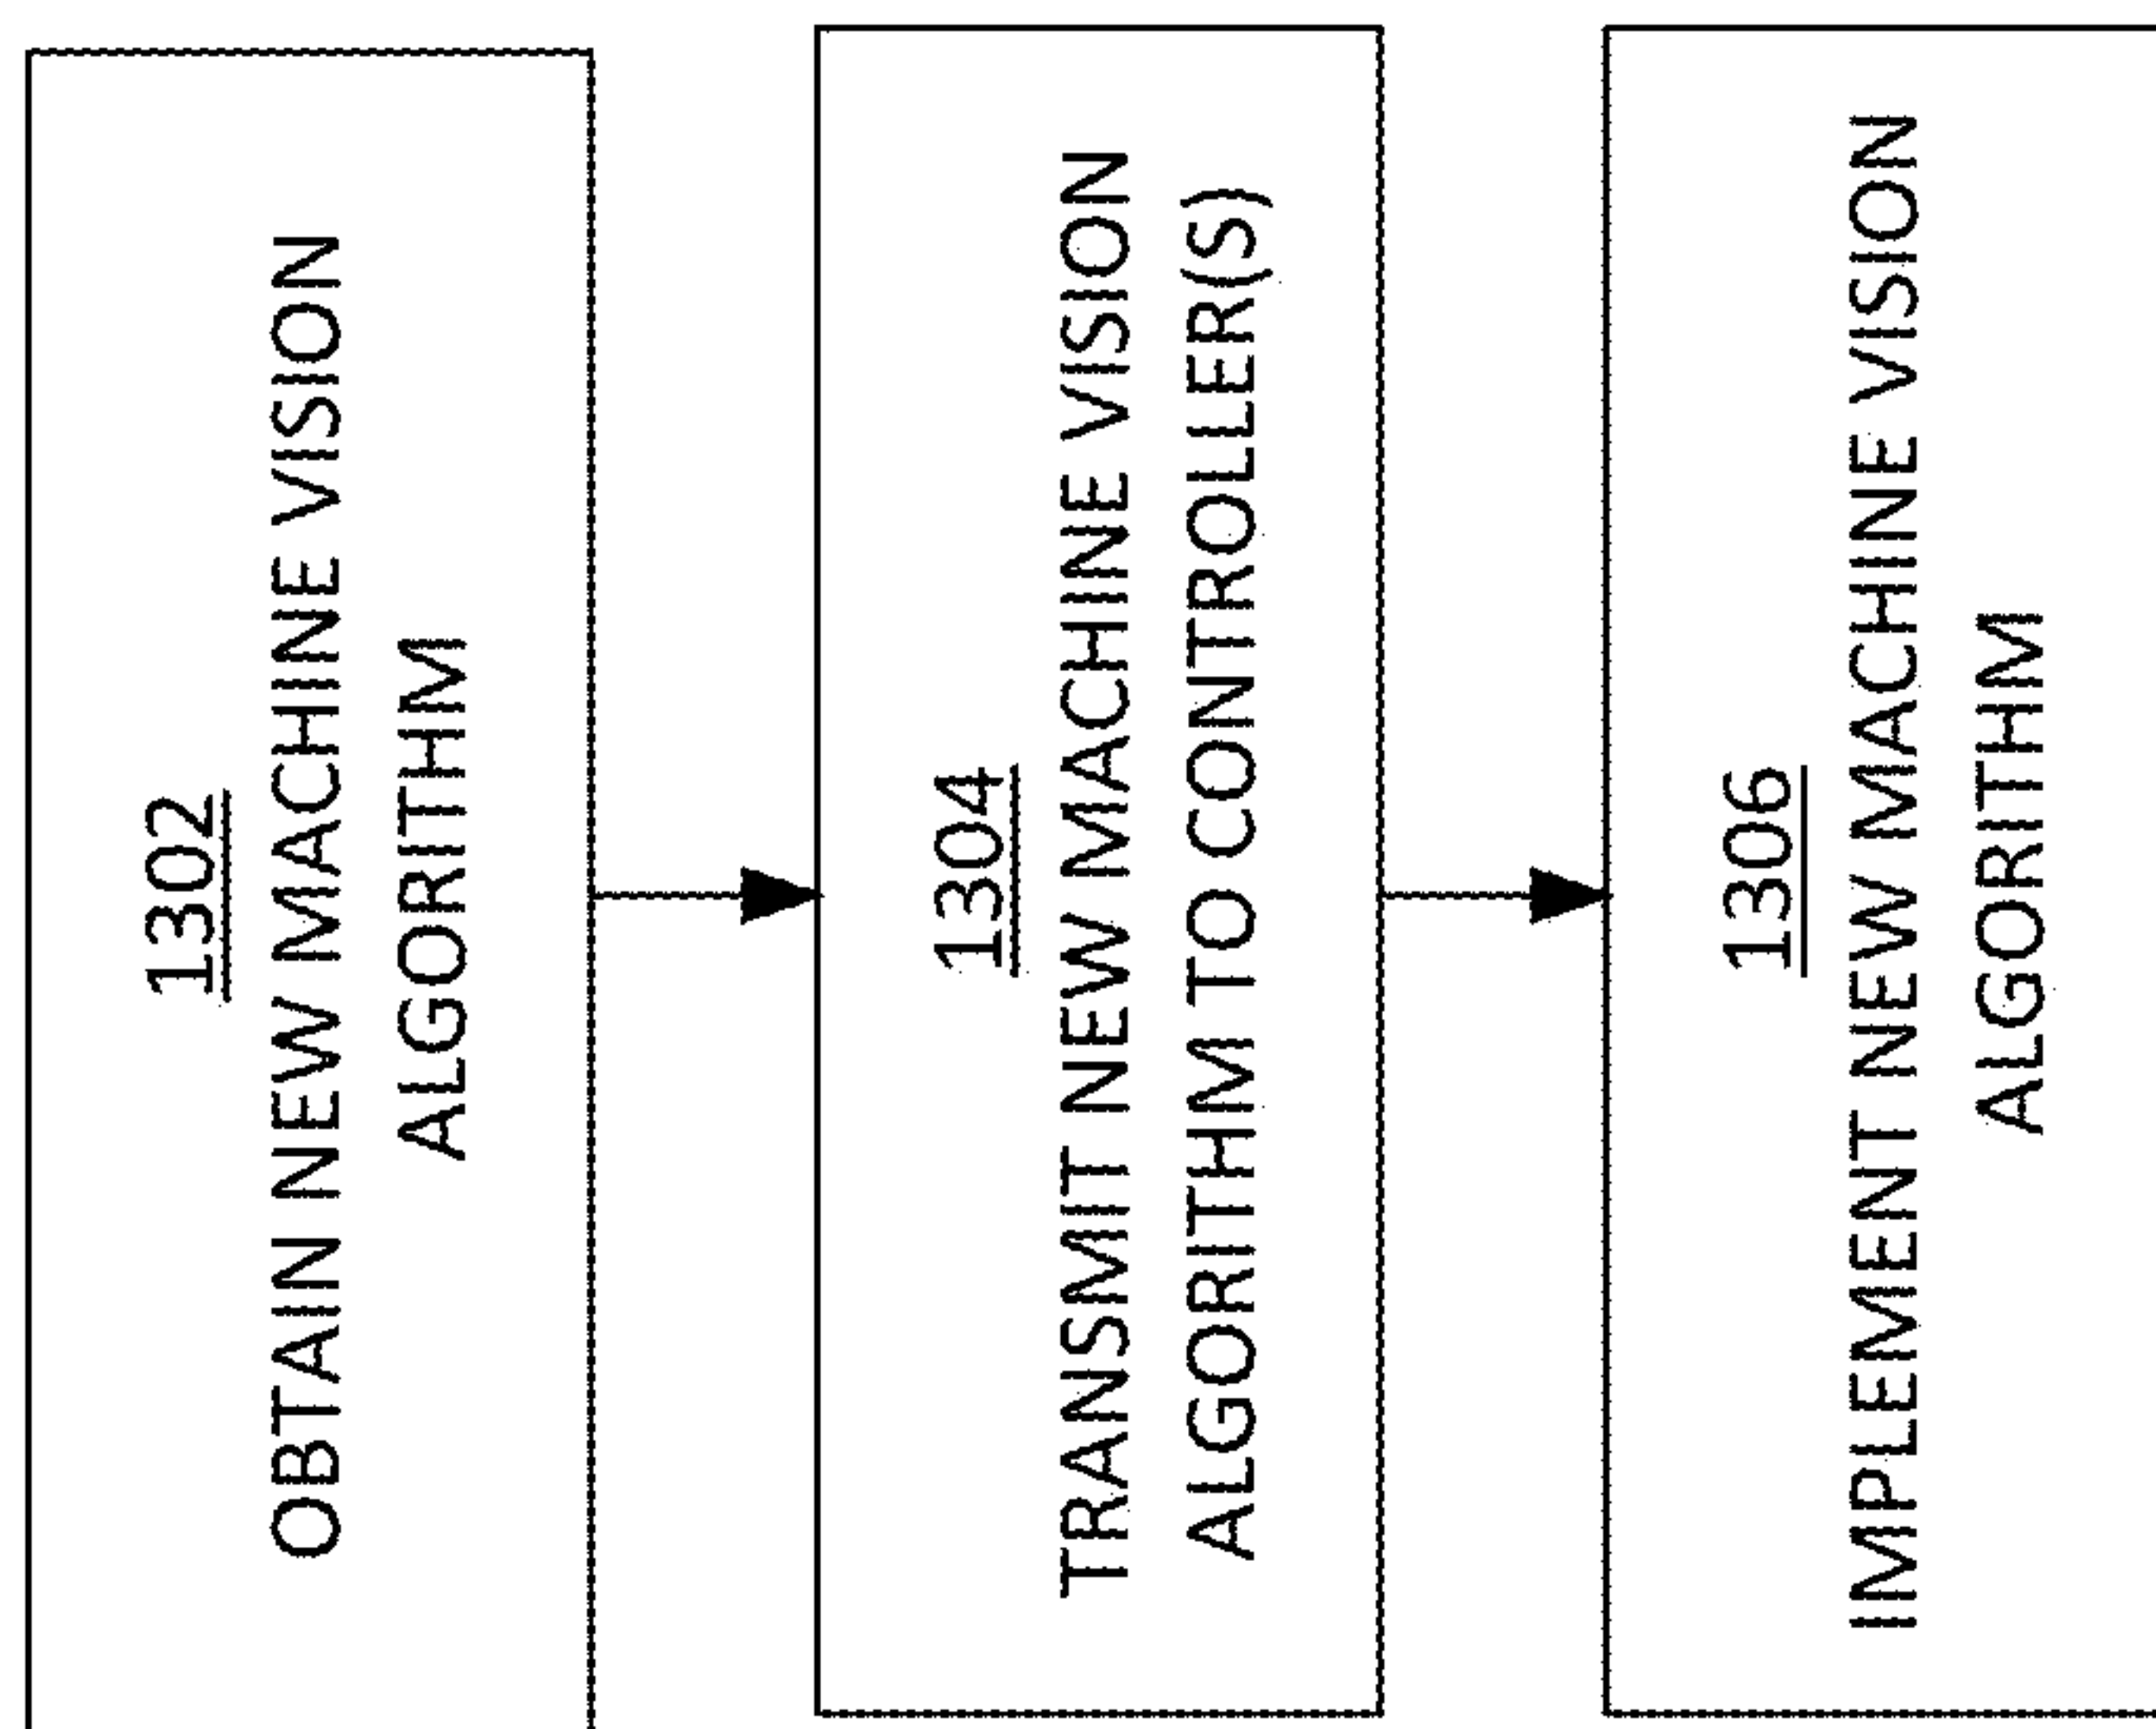 1302
OBTAIN NEW MACHINE VISION
ALGORITHM
1304
TRANSMIT NEW MACHINE VISION
ALGORITHM TO CONTROLLER(S)
1306
IMPLEMENT NEW MACHINE VISION
ALGORITHM